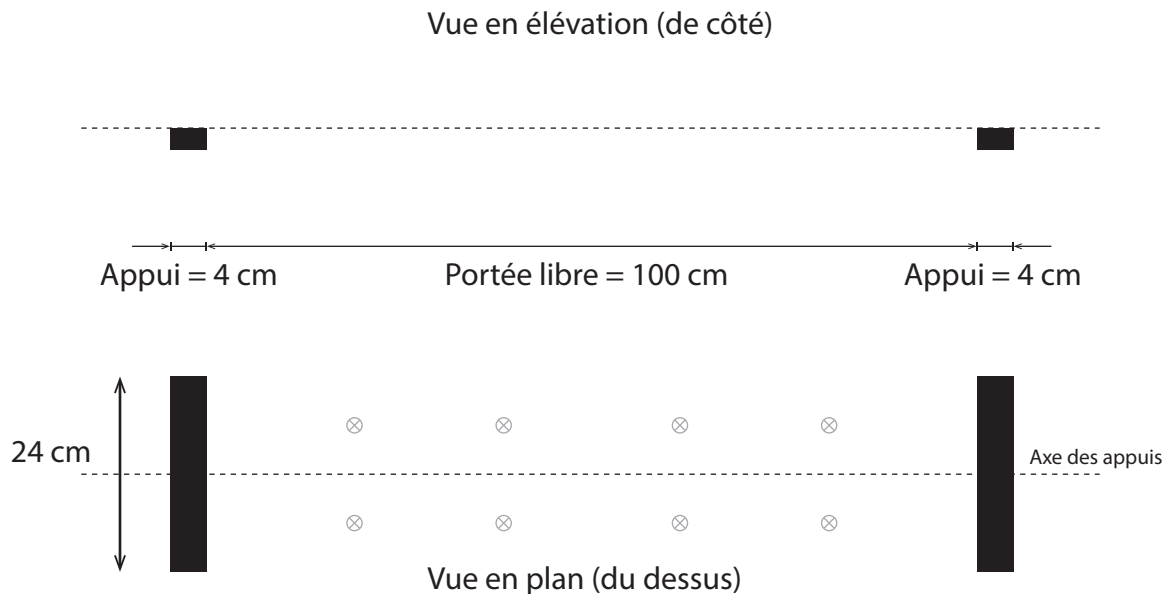 Vue en élévation (de côté)
Appui = 4 cm
Portée libre = 100 cm
Appui = 4 cm
24 cm
Axe des appuis
Vue en plan (du dessus)